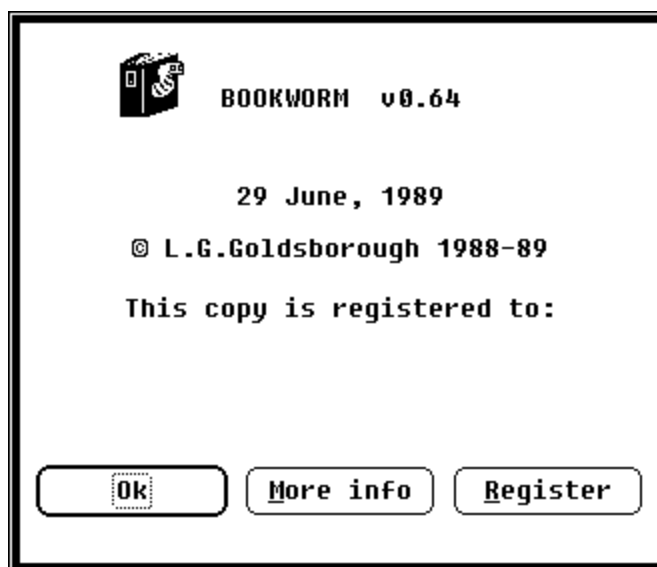 BOOKWORM v0.64
29 June, 1989
© L.G.Goldsborough 1988-89
This copy is registered to:
Ok More info Register